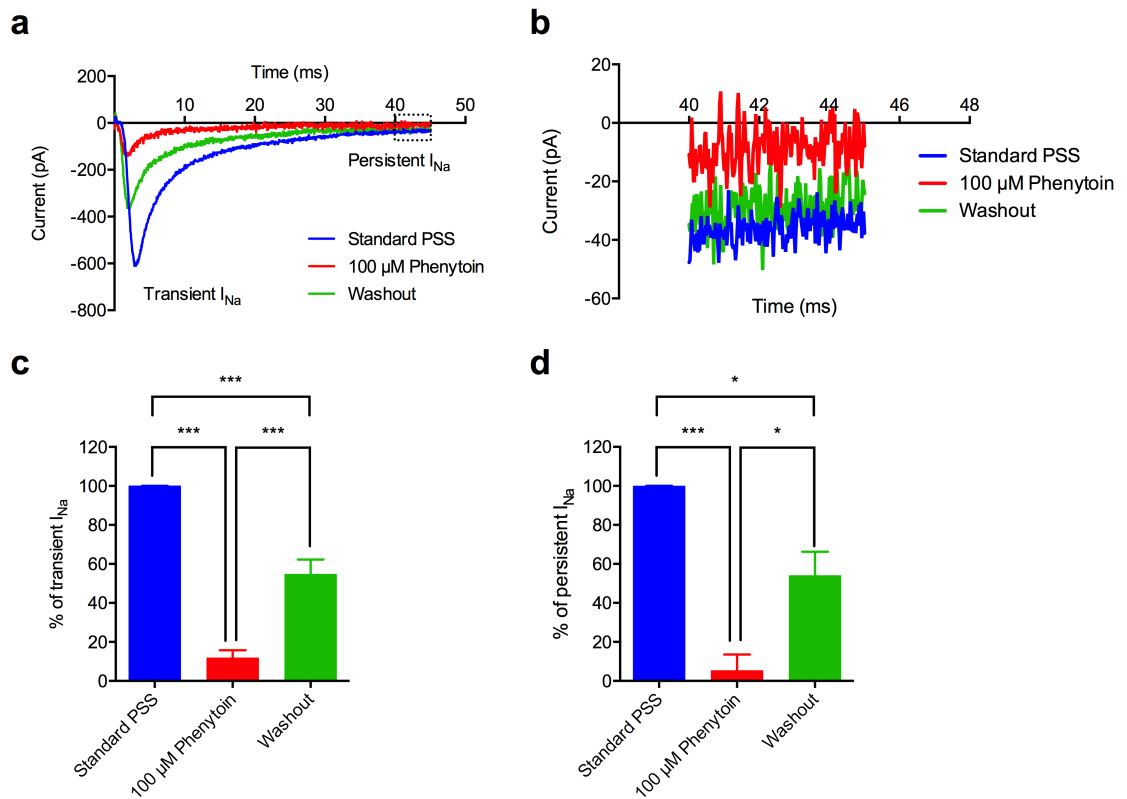 a
Time (ms)
200
0
-200
-400
-600
-800
10
20
30
40
50
Current (pA)
Persistent INa
Transient INa
Standard PSS
100 µM Phenytoin
Washout
b
20
0
-20
-40
-60
40
42
44
46
48
Current (pA)
Time (ms)
Standard PSS
100 µM Phenytoin
Washout
c
***
***
***
120
100
80
60
40
20
0
% of transient INa
Standard PSS
100 µM Phenytoin
Washout
d
*
***
*
120
100
80
60
40
20
0
% of persistent INa
Standard PSS
100 µM Phenytoin
Washout